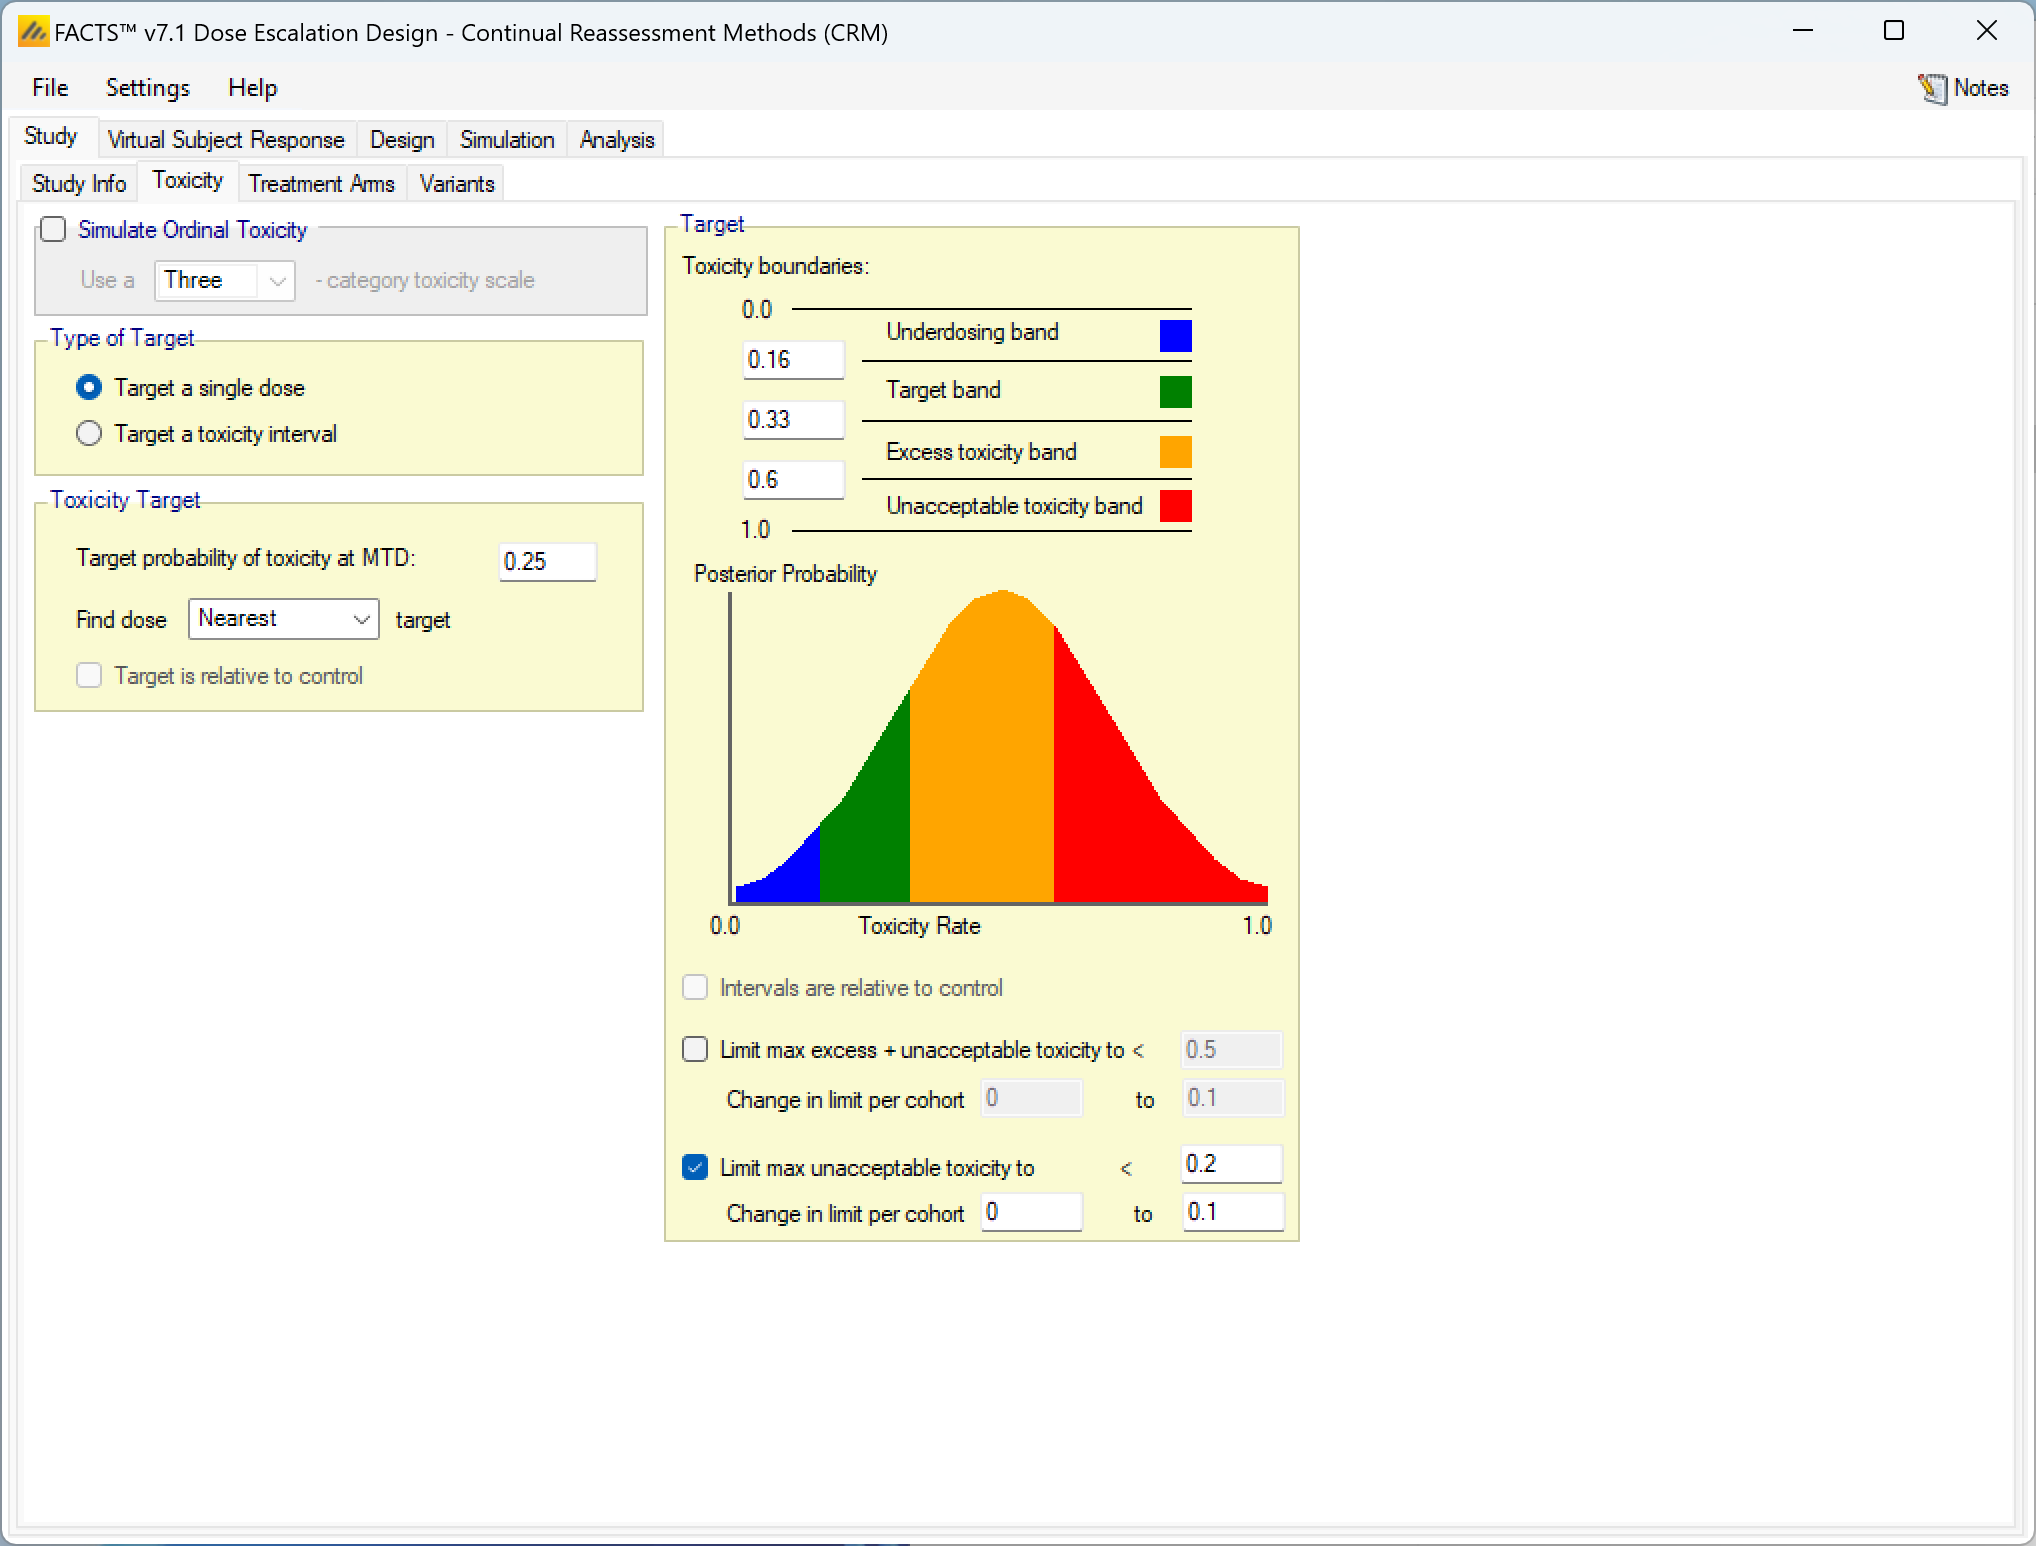 FACTS™ v7.1 Dose Escalation Design - Continual Reassessment Methods (CRM)
File Settings Help Notes
Study Virtual Subject Response Design Simulation Analysis
Study Info Toxicity Treatment Arms Variants
Simulate Ordinal Toxicity
Use a Three - category toxicity scale
Type of Target
Target a single dose
Target a toxicity interval
Toxicity Target
Target probability of toxicity at MTD: 0.25
Find dose Nearest target
Target is relative to control
Target
Toxicity boundaries:
0.0
Underdosing band
0.16
Target band
0.33
Excess toxicity band
0.6
Unacceptable toxicity band
1.0
Posterior Probability
0.0 Toxicity Rate 1.0
Intervals are relative to control
Limit max excess + unacceptable toxicity to < 0.5
Change in limit per cohort 0 to 0.1
Limit max unacceptable toxicity to < 0.2
Change in limit per cohort 0 to 0.1